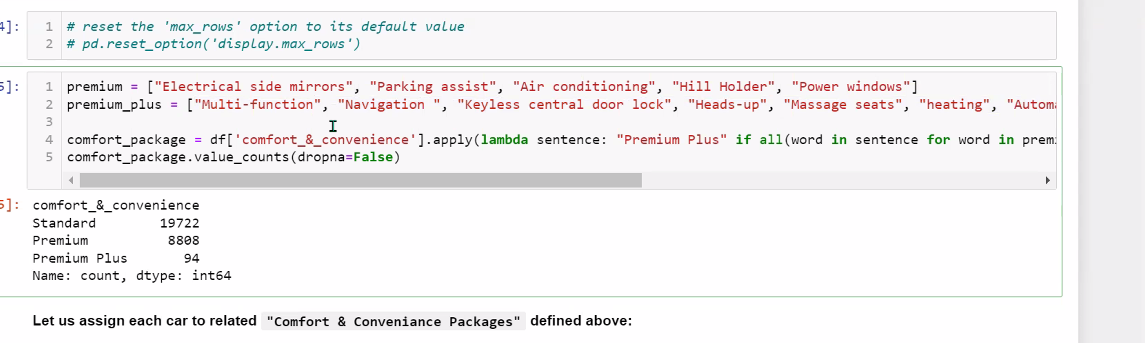 4]:
1 # reset the 'max_rows' option to its default value
2 # pd.reset_option('display.max_rows')
5]:
1 premium = ["Electrical side mirrors", "Parking assist", "Air conditioning", "Hill Holder", "Power windows"]
2 premium_plus = ["Multi-function", "Navigation ", "Keyless central door lock", "Heads-up", "Massage seats", "heating", "Autom
3
4 comfort_package = df['comfort_&_convenience'].apply(lambda sentence: "Premium Plus" if all(word in sentence for word in prem
5 comfort_package.value_counts(dropna=False)
5]: comfort_&_convenience
Standard 19722
Premium 8808
Premium Plus 94
Name: count, dtype: int64
Let us assign each car to related "Comfort & Conveniance Packages" defined above: